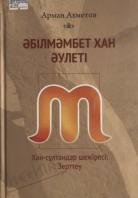 Арман Ахметов
ӘБІЛМӘМБЕТ ХАН
ӘУЛЕТІ
Хан-сұлтандар шежіресі:
Зерттеу